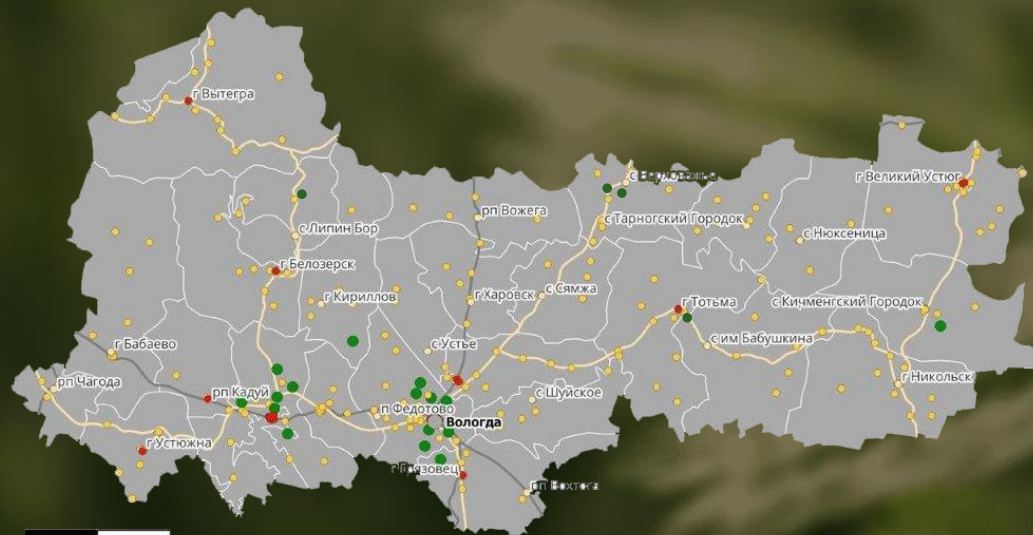 г Вытегра
с Верховажье
г Великий Устюг
рп Вожега
с Тарногский Городок
с Липин Бор
с Нюксеница
г Белозерск
г Кириллов
г Харовск
с Сямжа
г Тотьма
с Кичменгский Городок
г Бабаево
с Устье
с им Бабушкина
рп Чагода
рп Кадуй
с Шуйское
г Никольск
п Федотово
Вологда
г Устюжна
г Грязовец
рп Вохтога